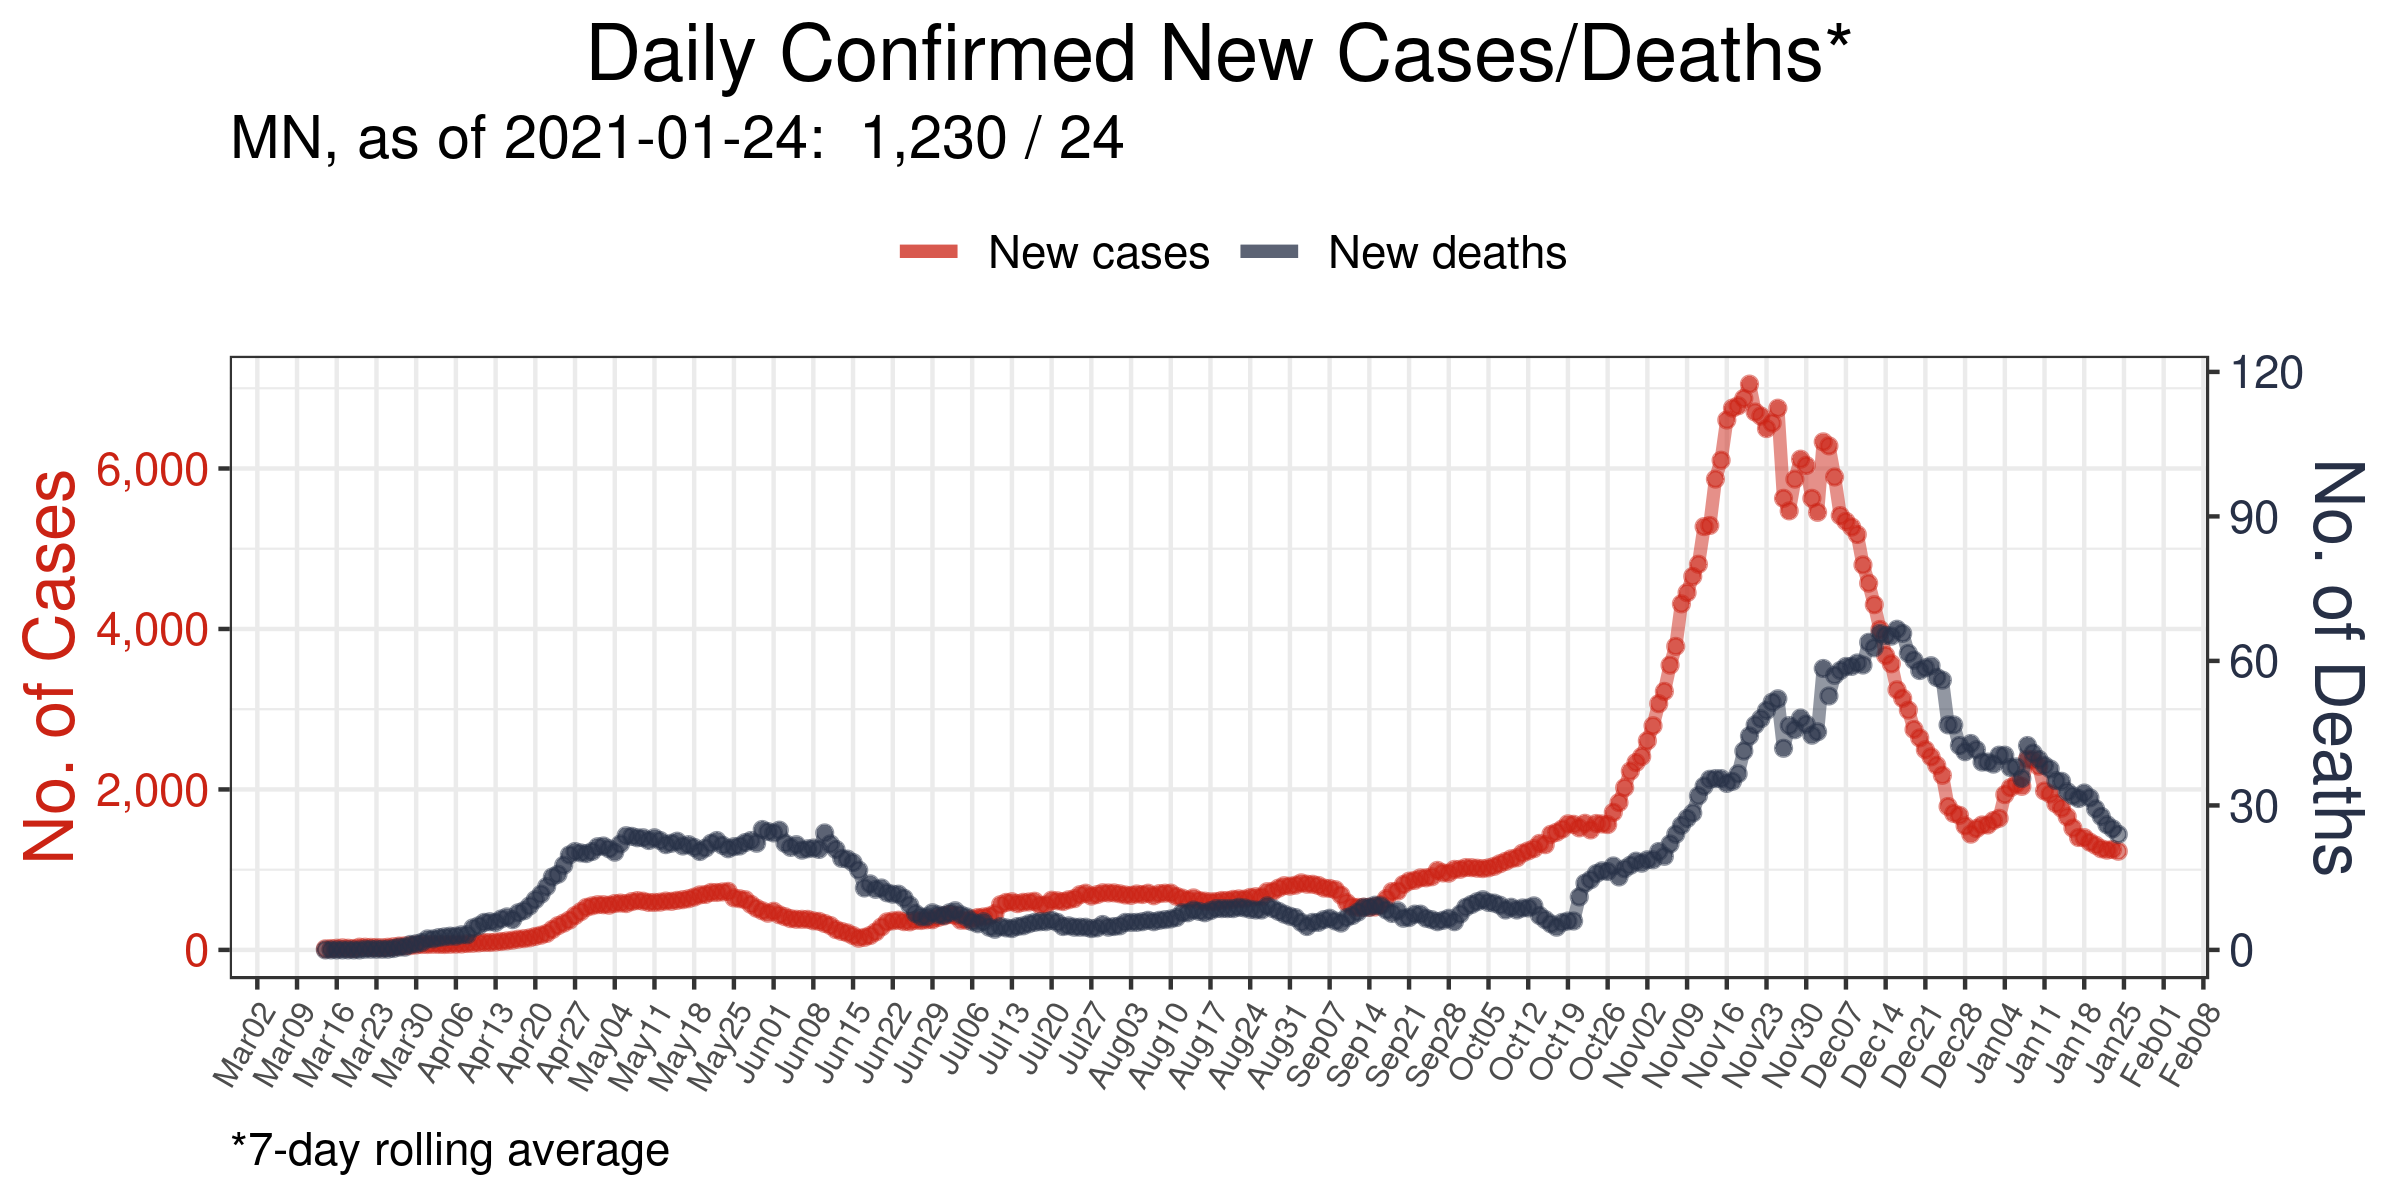 Daily Confirmed New Cases/Deaths*
MN, as of 2021-01-24:  1,230 / 24
New cases
New deaths
No. of Cases
6,000
4,000
2,000
0
120
90
60
30
0
No. of Deaths
Mar02
Mar09
Mar16
Mar23
Mar30
Apr06
Apr13
Apr20
Apr27
May04
May11
May18
May25
Jun01
Jun08
Jun15
Jun22
Jun29
Jul06
Jul13
Jul20
Jul27
Aug03
Aug10
Aug17
Aug24
Aug31
Sep07
Sep14
Sep21
Sep28
Oct05
Oct12
Oct19
Oct26
Nov02
Nov09
Nov16
Nov23
Nov30
Nov07
Dec14
Dec21
Dec28
Dec28
Jan04
Jan11
Jan18
Jan25
Feb01
Feb08
*7-day rolling average